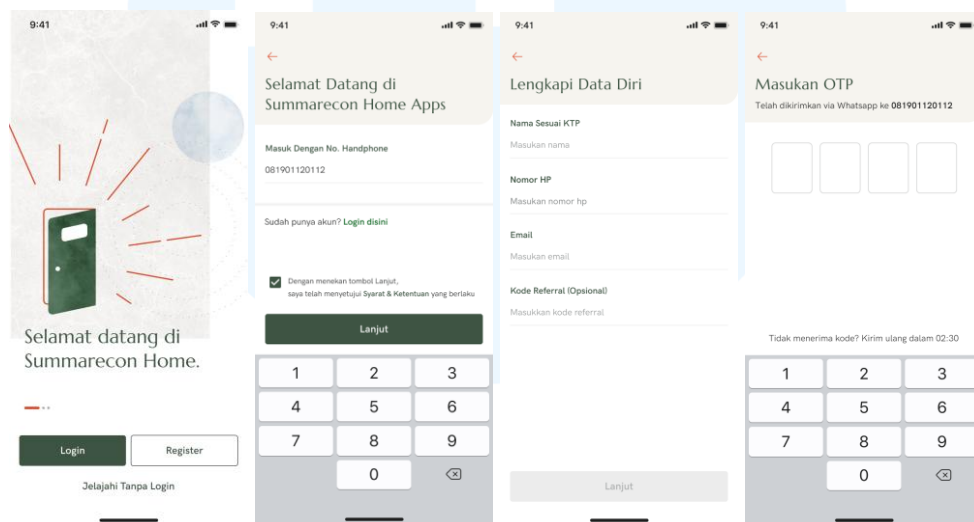 9:41
Selamat datang di
Summarecon Home.
Login
Register
Jelajahi Tanpa Login
9:41
Selamat Datang di
Summarecon Home Apps
Masuk Dengan No. Handphone
081901120112
Sudah punya akun? Login disini
Dengan menekan tombol Lanjut,
saya telah menyetujui Syarat & Ketentuan yang berlaku
Lanjut
1 2 3
4 5 6
7 8 9
0
9:41
Lengkapi Data Diri
Nama Sesuai KTP
Masukan nama
Nomor HP
Masukan nomor hp
Email
Masukan email
Kode Referral (Opsional)
Masukkan kode referral
Lanjut
9:41
Masukan OTP
Telah dikirimkan via Whatsapp ke 081901120112
Tidak menerima kode? Kirim ulang dalam 02:30
1 2 3
4 5 6
7 8 9
0